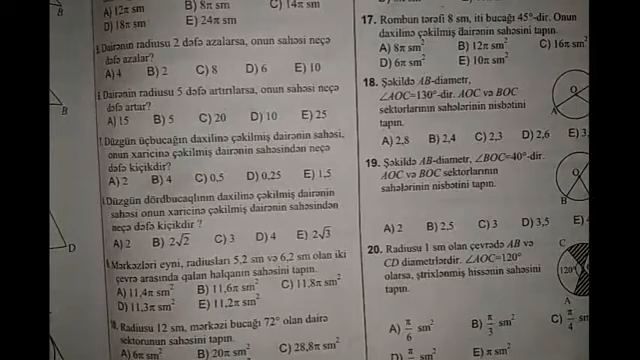 A) 12π sm
B) 8π sm
C) 14π sm
D) 18π sm
E) 24π sm
Dairənin radiusu 2 dəfə azalarsa, onun sahəsi neçə
dəfə azalar?
A) 4 B) 2 C) 8 D) 6 E) 10
Dairənin radiusu 5 dəfə artırılarsa, onun sahəsi neçə
dəfə artar?
A) 15 B) 5 C) 20 D) 10 E) 25
Düzgün üçbucağın daxilinə çəkilmiş dairənin sahəsi,
onun xaricinə çəkilmiş dairənin sahəsindən neçə
dəfə kiçikdir?
A) 2 B) 4 C) 0,5 D) 0,25 E) 1,5
Düzgün dördbucaqlının daxilinə çəkilmiş dairənin
sahəsi onun xaricinə çəkilmiş dairənin sahəsindən
neçə dəfə kiçikdir ?
A) 2 B) 2√2 C) 3 D) 4 E) 2√3
Mərkəzləri eyni, radiusları 5,2 sm və 6,2 sm olan iki
çevrə arasında qalan halqanın sahəsini tapın.
A) 11,4π sm² B) 11,6π sm² C) 11,8π sm²
D) 11,3π sm² E) 11,2π sm²
Radiusu 12 sm, mərkəzi bucağı 72° olan dairə
sektorunun sahəsini tapın.
A) 6π sm² B) 20π sm² C) 28,8π sm²
17. Rombun tərəfi 8 sm, iti bucağı 45°-dir. Onun
daxilinə çəkilmiş dairənin sahəsini tapın.
A) 8π sm² B) 12π sm² C) 16π sm²
D) 6π sm² E) 10π sm²
18. Şəkildə AB-diametr,
∠AOC=130°-dir. AOC və BOC
sektorlarının sahələrinin nisbətini
tapın.
A) 2,8 B) 2,4 C) 2,3 D) 2,6 E) 3,
19. Şəkildə AB-diametr, ∠BOC=40°-dir.
AOC və BOC sektorlarının
sahələrinin nisbətini tapın.
A) 2 B) 2,5 C) 3 D) 3,5 E)
20. Radiusu 1 sm olan çevrədə AB və
CD diametrlərdir. ∠AOC=120°
olarsa, ştrixlənmiş hissənin sahəsini
tapın.
A) π/6 sm² B) π/3 sm² C) π/4 sm
D) π sm² E) π sm²
B
B
D
O
A
O
B
C
120°
A